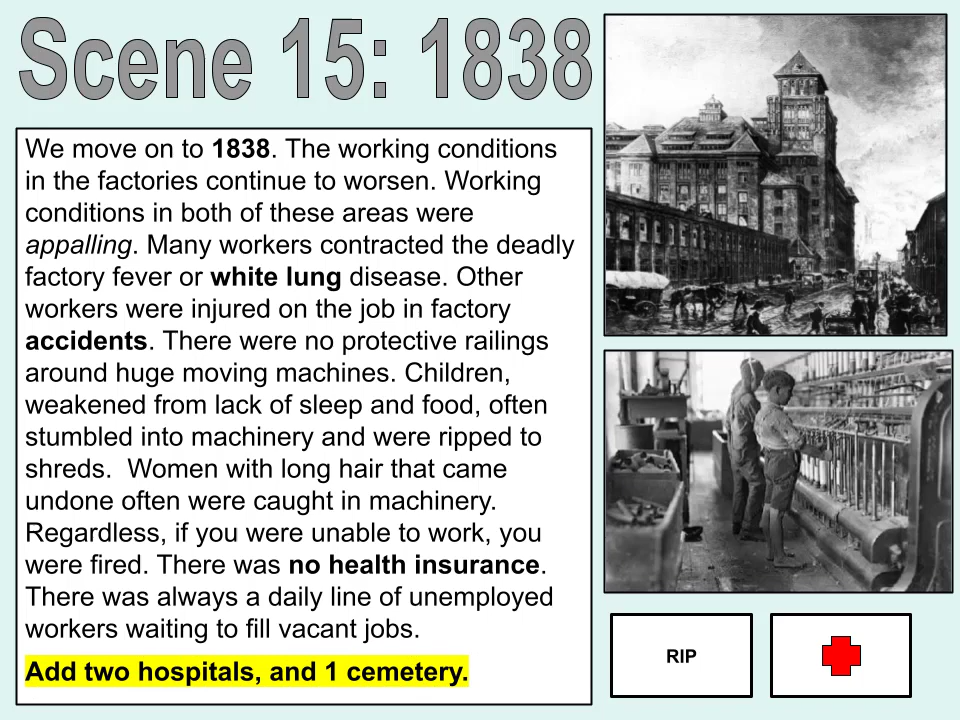 Scene 15: 1838
We move on to 1838. The working conditions
in the factories continue to worsen. Working
conditions in both of these areas were
appalling. Many workers contracted the deadly
factory fever or white lung disease. Other
workers were injured on the job in factory
accidents. There were no protective railings
around huge moving machines. Children,
weakened from lack of sleep and food, often
stumbled into machinery and were ripped to
shreds.  Women with long hair that came
undone often were caught in machinery.
Regardless, if you were unable to work, you
were fired. There was no health insurance.
There was always a daily line of unemployed
workers waiting to fill vacant jobs.
Add two hospitals, and 1 cemetery.
RIP